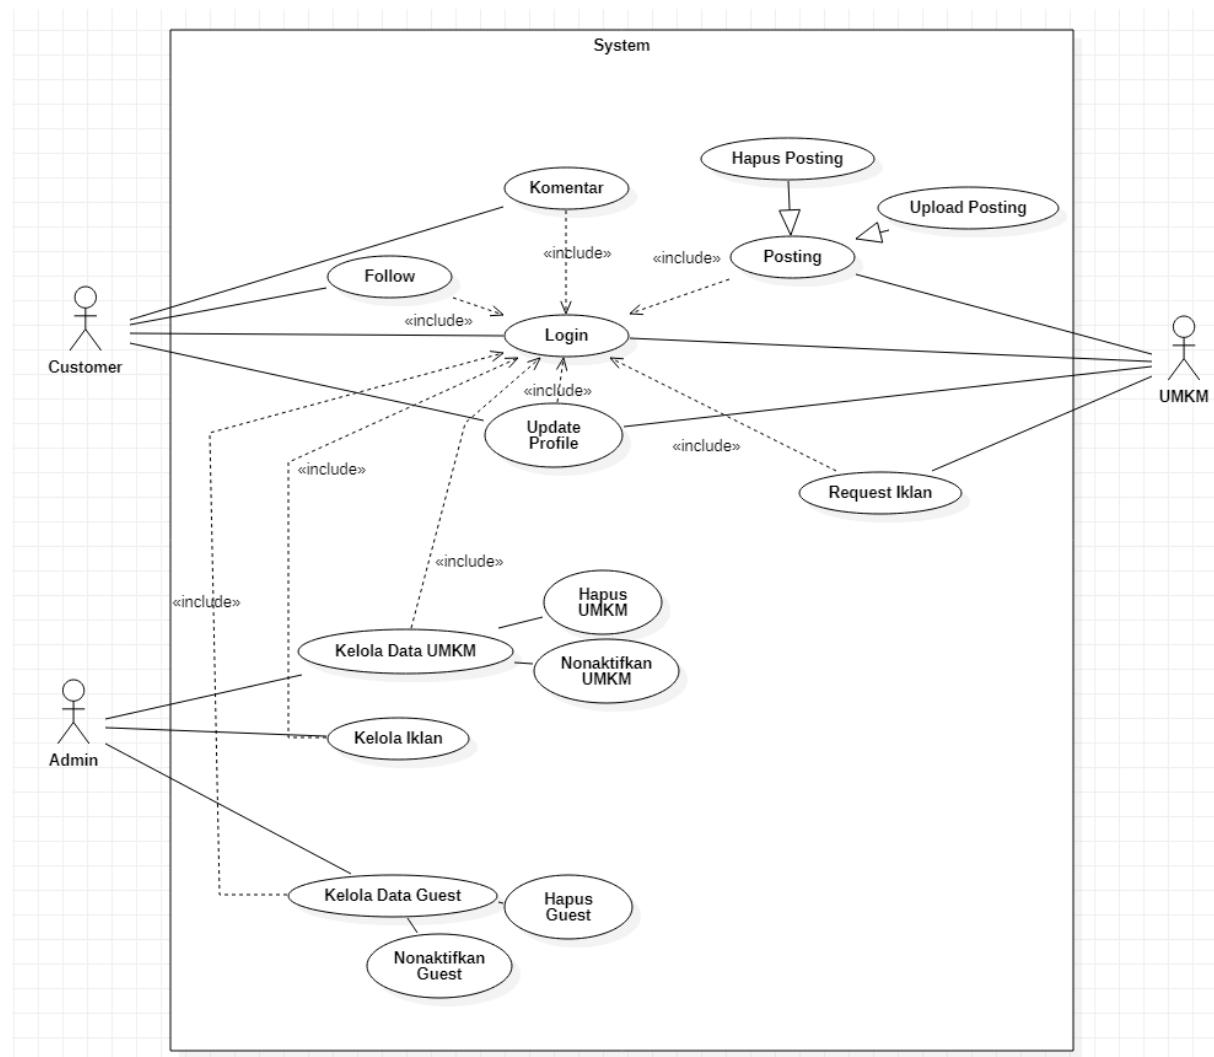 System
Hapus Posting
Komentar
Upload Posting
«include»
«include»
Posting
Follow
«include»
Login
Customer
UMKM
«include»
Update
Profile
«include»
«include»
Request Iklan
«include»
«include»
Hapus
UMKM
Kelola Data UMKM
Nonaktifkan
UMKM
Kelola Iklan
Admin
Kelola Data Guest
Hapus
Guest
Nonaktifkan
Guest